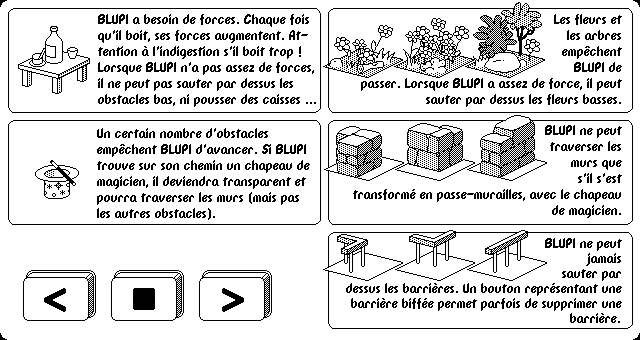 BLUPI a besoin de forces. Chaque fois
qu'il boit, ses forces augmentent. At-
tention à l'indigestion s'il boit trop !
Lorsque BLUPI n'a pas assez de forces,
il ne peut pas sauter par dessus les
obstacles bas, ni pousser des caisses ...
Un certain nombre d'obstacles
empêchent BLUPI d'avancer. Si BLUPI
trouve sur son chemin un chapeau de
magicien, il deviendra transparent et
pourra traverser les murs (mais pas
les autres obstacles).
Les fleurs et
les arbres
empêchent
BLUPI de
passer. Lorsque BLUPI a assez de force, il peut
sauter par dessus les fleurs basses.
BLUPI ne peut
traverser les
murs que
s'il s'est
transformé en passe-murailles, avec le chapeau
de magicien.
BLUPI ne peut
jamais
sauter par
dessus les barrières. Un bouton représentant une
barrière biffée permet parfois de supprimer une
barrière.